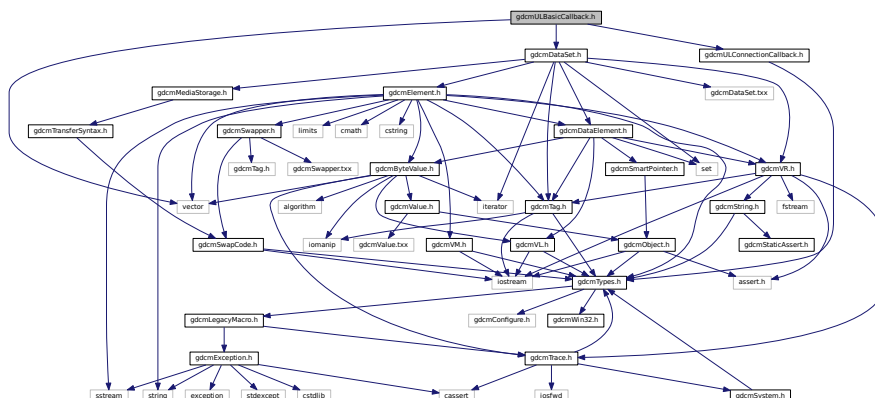 gdcmULBasicCallback.h
gdcmDataSet.h
gdcmULConnectionCallback.h
gdcmMediaStorage.h
gdcmElement.h
gdcmDataSet.txx
gdcmTransferSyntax.h
gdcmSwapper.h
limits
cmath
cstring
gdcmDataElement.h
gdcmTag.h
gdcmSwapper.txx
gdcmByteValue.h
gdcmSmartPointer.h
set
gdcmVR.h
vector
algorithm
gdcmValue.h
iterator
gdcmTag.h
gdcmString.h
fstream
gdcmSwapCode.h
iomanip
gdcmValue.txx
gdcmVM.h
gdcmVL.h
gdcmObject.h
gdcmStaticAssert.h
iostream
gdcmTypes.h
assert.h
gdcmLegacyMacro.h
gdcmConfigure.h
gdcmWin32.h
gdcmException.h
gdcmTrace.h
sstream
string
exception
stdexcept
cstdlib
cassert
iosfwd
gdcmSystem.h